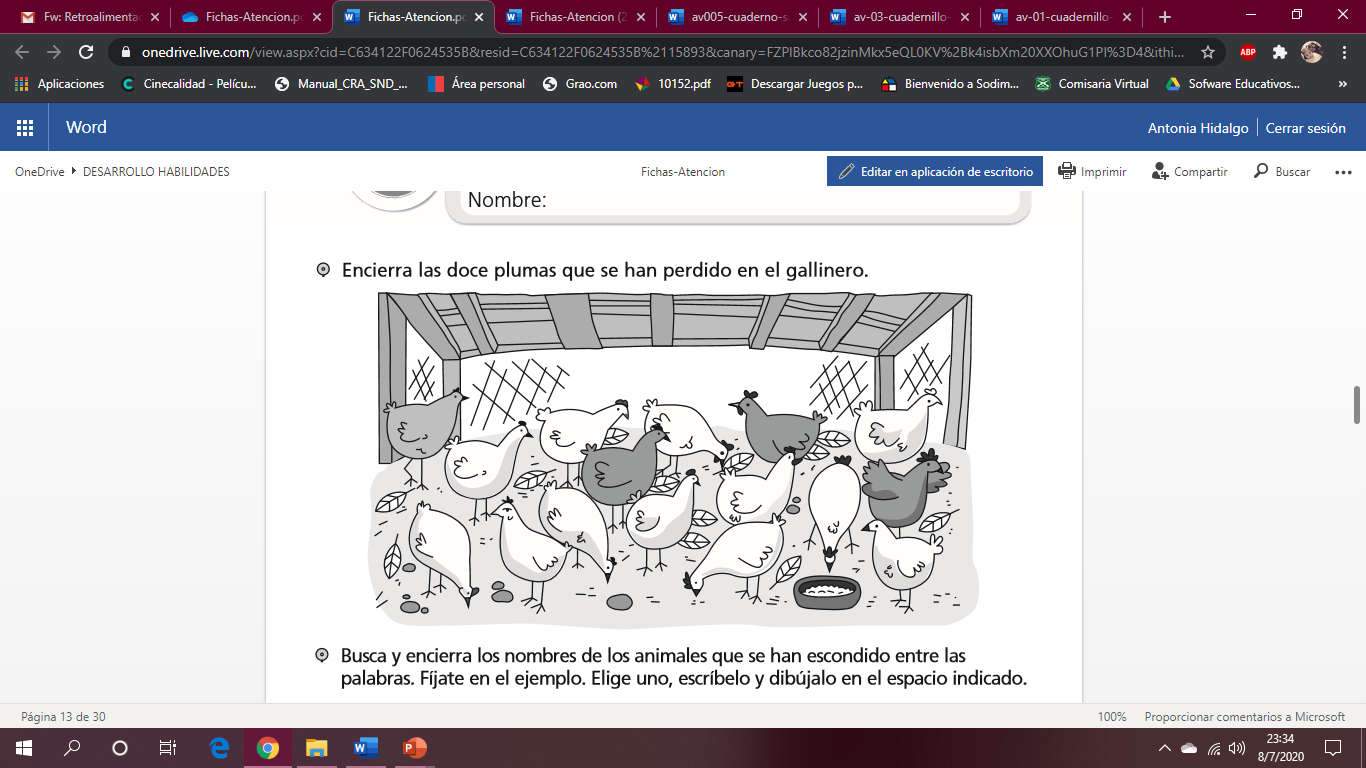 Fw: Retroalimentac
Fichas-Atencion.po
Fichas-Atencion.po
Fichas-Atencion (2
av005-cuaderno-s
av-03-cuadernillo-
av-01-cuadernillo-
onedrive.live.com/view.aspx?cid=C634122F0624535B&resid=C634122F0624535B%2115893&canary=FZPIBkco82jzinMkx5eQL0KV%2Bk4isbXm20XXOhuG1PI%3D4&ithi...
ABP
Aplicaciones
Cinecalidad - Pelícu...
Manual_CRA_SND_...
Área personal
Grao.com
10152.pdf
Descargar Juegos p...
Bienvenido a Sodim...
Comisaria Virtual
Sofware Educativos...
»
Word
Antonia Hidalgo
Cerrar sesión
OneDrive
DESARROLLO HABILIDADES
Fichas-Atencion
Editar en aplicación de escritorio
Imprimir
Compartir
Buscar
Nombre:
Encierra las doce plumas que se han perdido en el gallinero.
Busca y encierra los nombres de los animales que se han escondido entre las
palabras. Fíjate en el ejemplo. Elige uno, escríbelo y dibújalo en el espacio indicado.
Página 13 de 30
100%
Proporcionar comentarios a Microsoft
23:34
8/7/2020